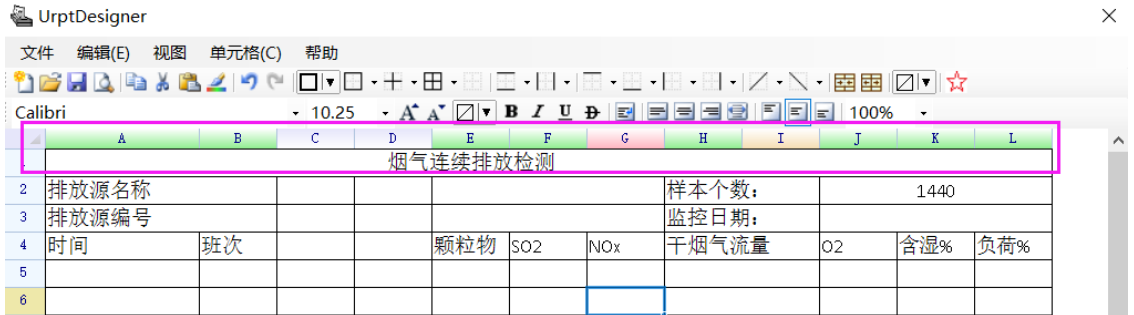 UrptDesigner
文件 编辑(E) 视图 单元格(C) 帮助
Calibri 10.25 A A B I U D 100%
A B C D E F G H I J K L
1 烟气连续排放检测
2 排放源名称 样本个数: 1440
3 排放源编号 监控日期:
4 时间 班次 颗粒物 SO2 NOx 干烟气流量 O2 含湿% 负荷%
5
6